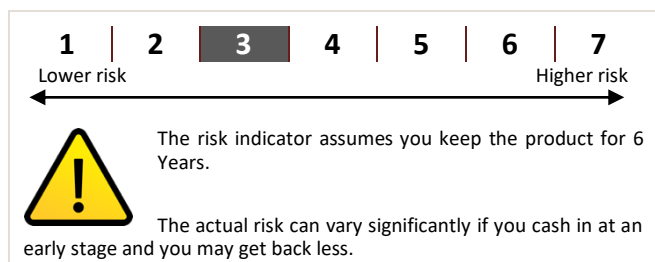 1 2 3 4 5 6 7
Lower risk Higher risk
The risk indicator assumes you keep the product for 6
Years.
The actual risk can vary significantly if you cash in at an
early stage and you may get back less.